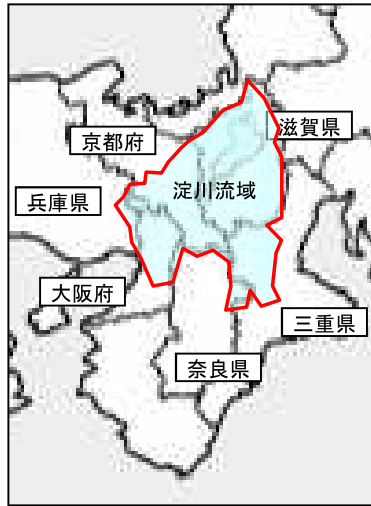 滋賀県
京都府
淀川流域
兵庫県
大阪府
三重県
奈良県